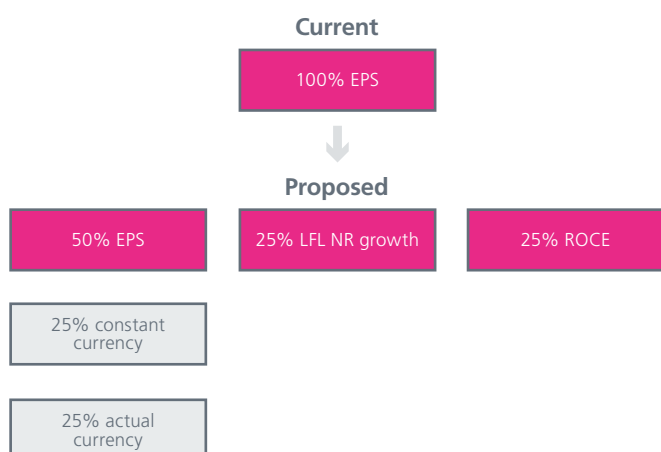 Current
100% EPS
Proposed
50% EPS
25% LFL NR growth
25% ROCE
25% constant
currency
25% actual
currency